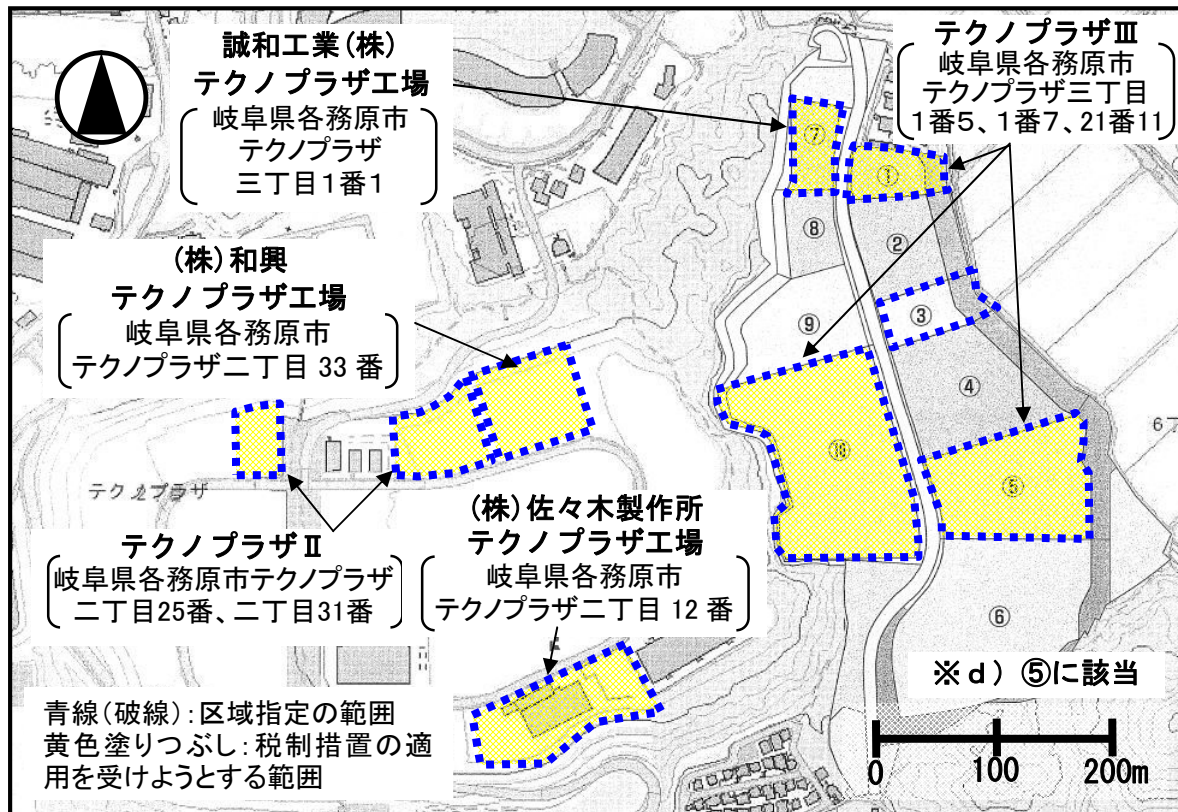 誠和工業(株)
テクノプラザ工場
岐阜県各務原市
テクノプラザ
三丁目1番1
テクノプラザⅢ
岐阜県各務原市
テクノプラザ三丁目
1番5、1番7、21番11
⑦
①
⑧
②
③
⑨
④
⑩
⑤
⑥
(株)和興
テクノプラザ工場
岐阜県各務原市
テクノプラザ二丁目 33 番
テクノプラザ
テクノプラザⅡ
岐阜県各務原市テクノプラザ
二丁目25番、二丁目31番
(株)佐々木製作所
テクノプラザ工場
岐阜県各務原市
テクノプラザ二丁目 12 番
※d)⑤に該当
青線(破線):区域指定の範囲
黄色塗りつぶし:税制措置の適
用を受けようとする範囲
0 100 200m